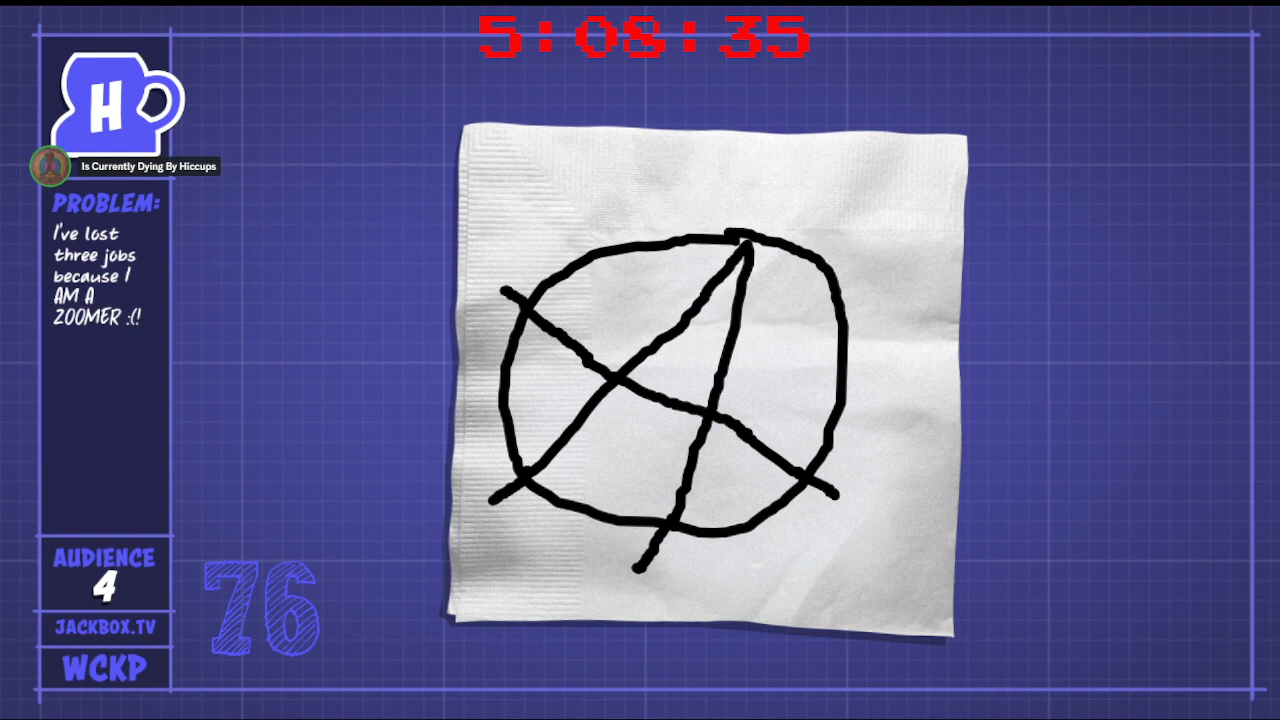 5:08:35
H
Is Currently Dying By Hiccups
PROBLEM:
I've lost
three jobs
because I
AM A
ZOOMER :(!
AUDIENCE
4
JACKBOX.TV
WCKP
76
A